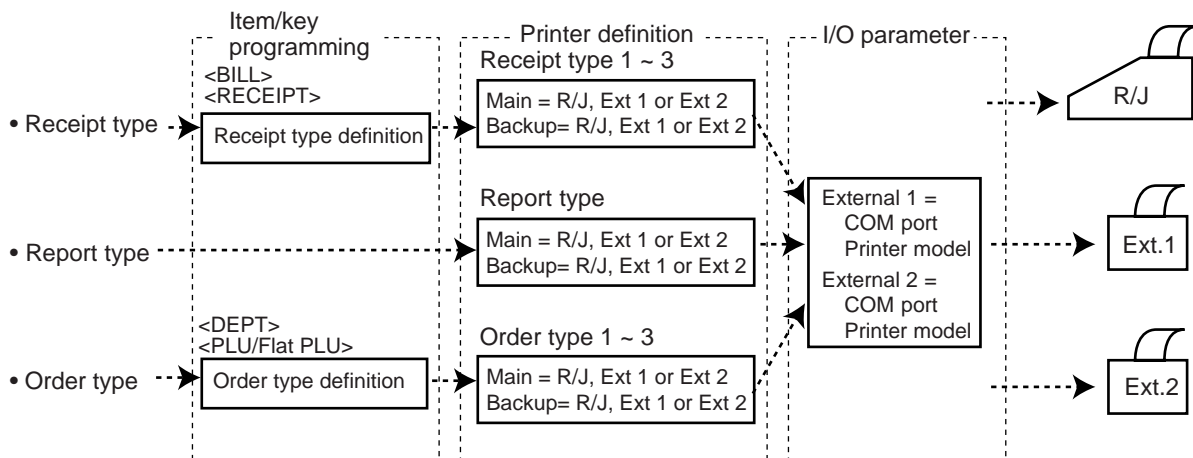 Item/key
programming
Printer definition
I/O parameter
<BILL>
<RECEIPT>
• Receipt type
Receipt type definition
Receipt type 1 ~ 3
Main = R/J, Ext 1 or Ext 2
Backup= R/J, Ext 1 or Ext 2
R/J
• Report type
Report type
Main = R/J, Ext 1 or Ext 2
Backup= R/J, Ext 1 or Ext 2
External 1 =
COM port
Printer model
External 2 =
COM port
Printer model
Ext.1
<DEPT>
<PLU/Flat PLU>
• Order type
Order type definition
Order type 1 ~ 3
Main = R/J, Ext 1 or Ext 2
Backup= R/J, Ext 1 or Ext 2
Ext.2